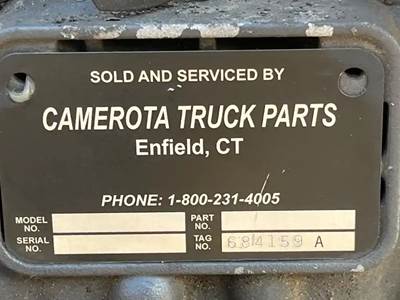 SOLD AND SERVICED BY
CAMEROTA TRUCK PARTS
Enfield, CT
PHONE: 1-800-231-4005
MODEL NO. PART NO.
SERIAL NO. TAG NO. 684159 A